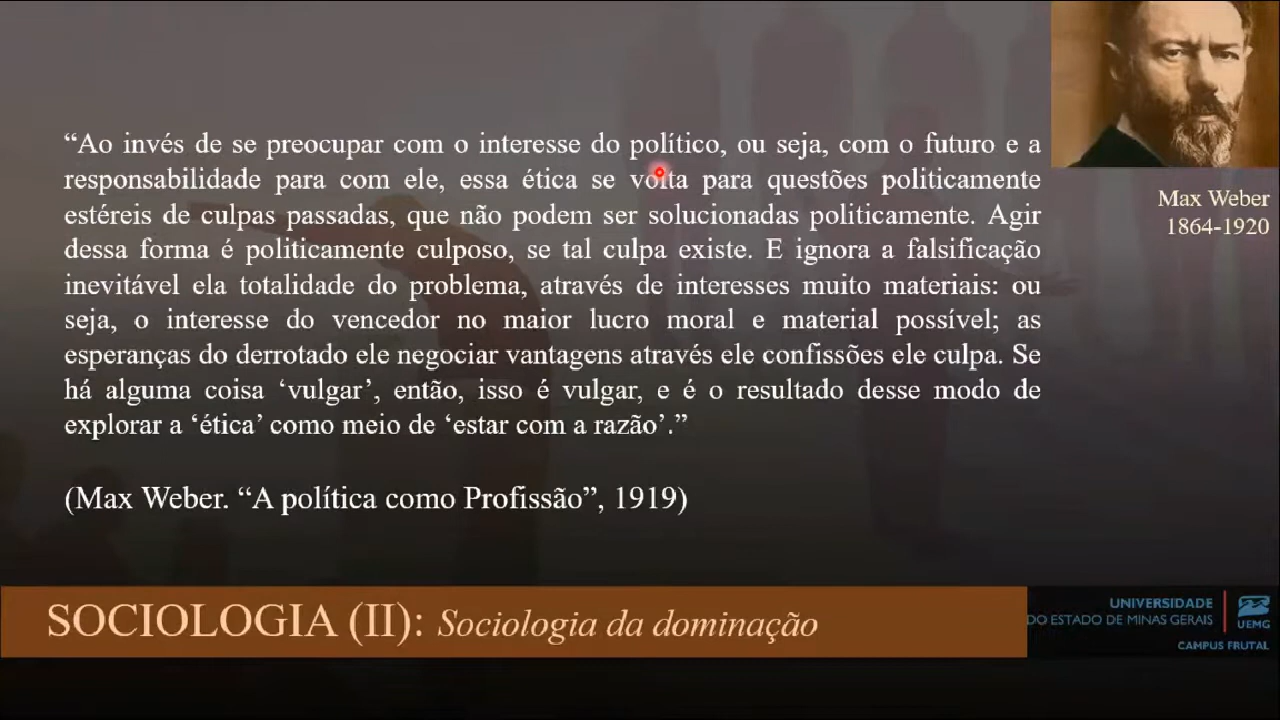 “Ao invés de se preocupar com o interesse do político, ou seja, com o futuro e a
responsabilidade para com ele, essa ética se volta para questões politicamente
estéreis de culpas passadas, que não podem ser solucionadas politicamente. Agir
dessa forma é politicamente culposo, se tal culpa existe. E ignora a falsificação
inevitável ela totalidade do problema, através de interesses muito materiais: ou
seja, o interesse do vencedor no maior lucro moral e material possível; as
esperanças do derrotado ele negociar vantagens através ele confissões ele culpa. Se
há alguma coisa ‘vulgar’, então, isso é vulgar, e é o resultado desse modo de
explorar a ‘ética’ como meio de ‘estar com a razão’.”
(Max Weber. “A política como Profissão”, 1919)
Max Weber
1864-1920
SOCIOLOGIA (II): Sociologia da dominação
UNIVERSIDADE
DO ESTADO DE MINAS GERAIS
UEMG
CAMPUS FRUTAL